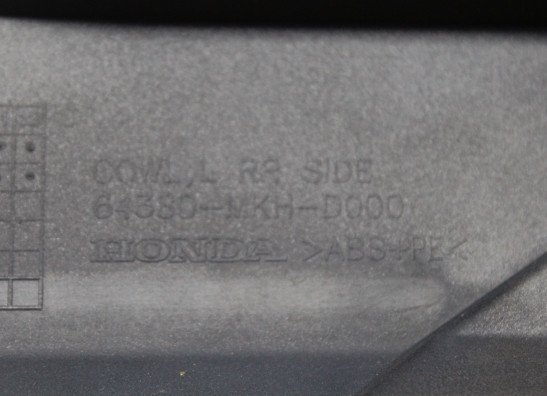 COWL,L RR SIDE
64380-MKH-D000
HONDA >ABS+PE<